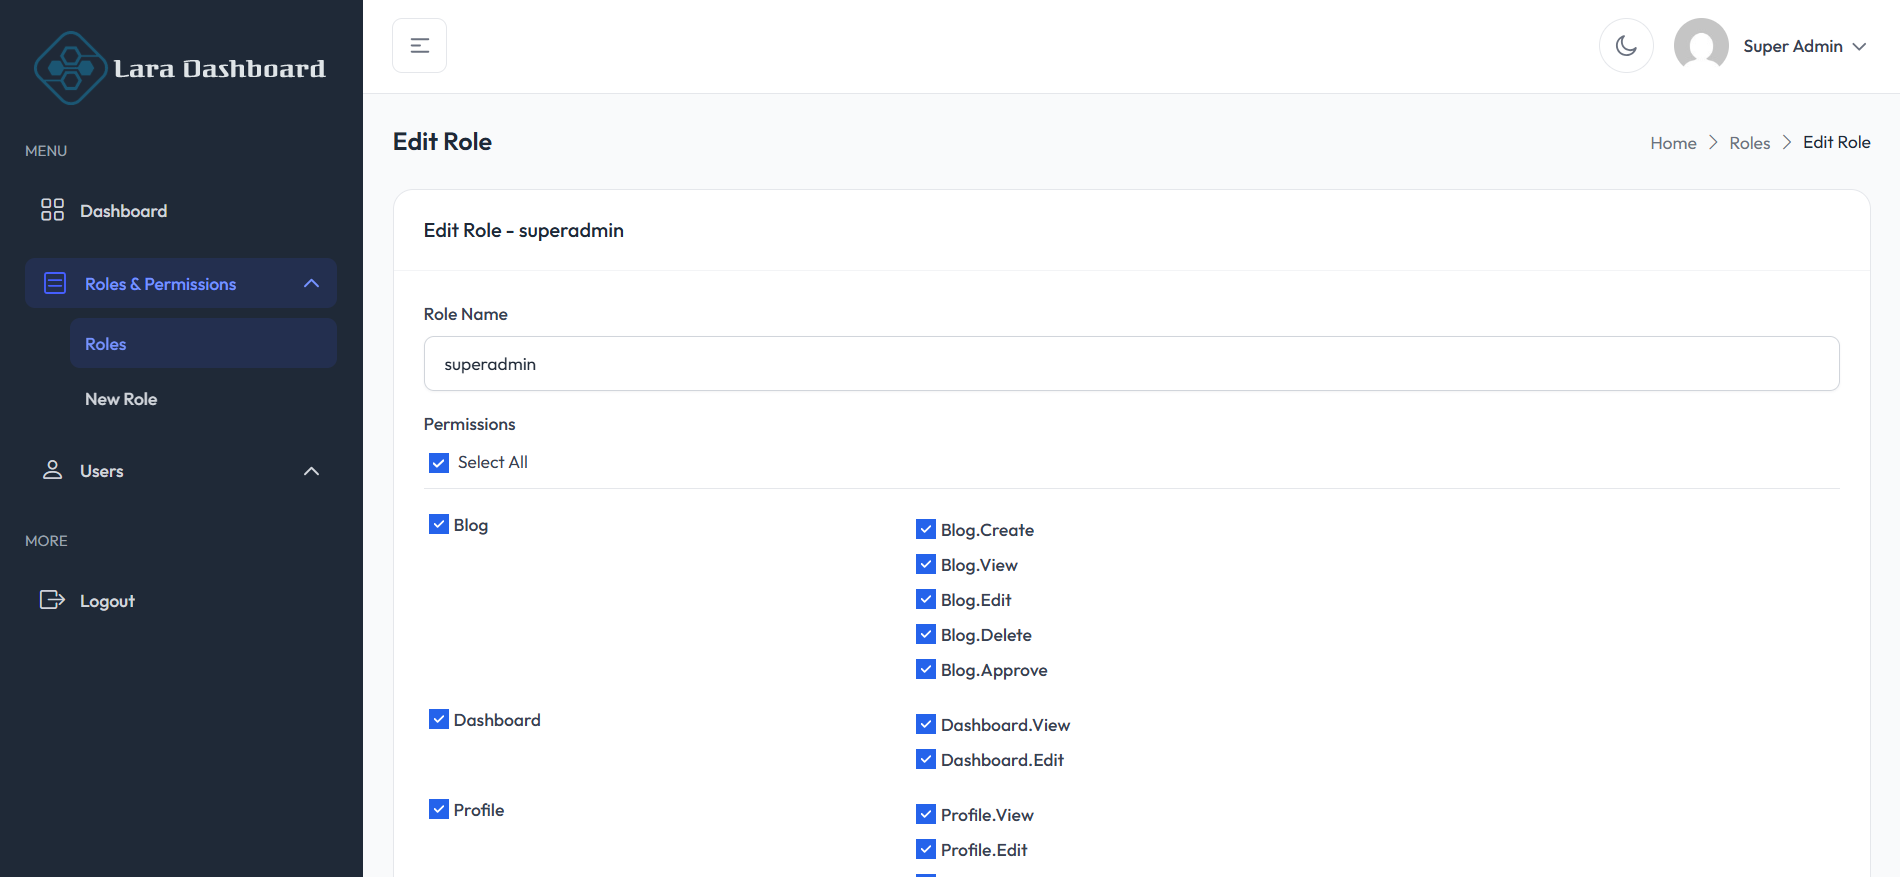 Lara Dashboard
MENU
Dashboard
Roles & Permissions
Roles
New Role
Users
MORE
Logout
Super Admin
Edit Role
Home
Roles
Edit Role
Edit Role - superadmin
Role Name
superadmin
Permissions
Select All
Blog
Blog.Create
Blog.View
Blog.Edit
Blog.Delete
Blog.Approve
Dashboard
Dashboard.View
Dashboard.Edit
Profile
Profile.View
Profile.Edit